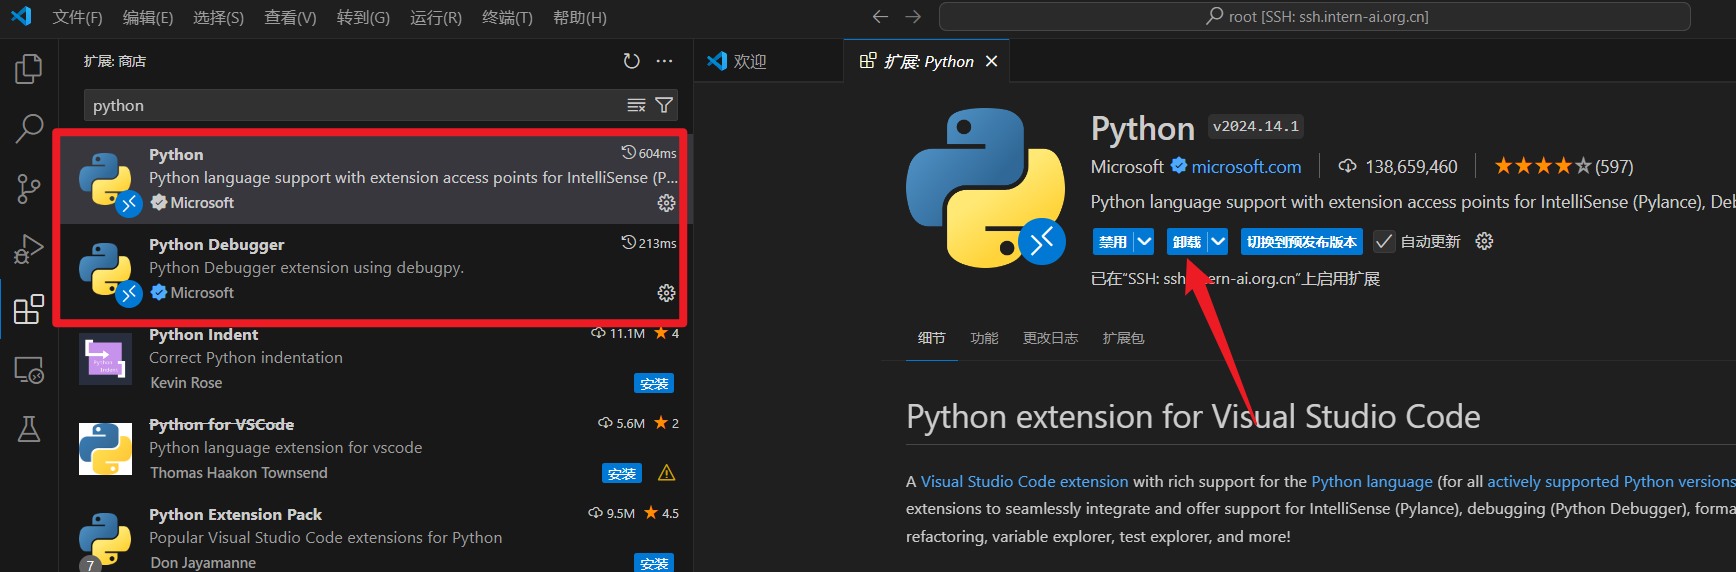 文件(F) 编辑(E) 选择(S) 查看(V) 转到(G) 运行(R) 终端(T) 帮助(H)
root [SSH: ssh.intern-ai.org.cn]
扩展: 商店
python
Python
604ms
Python language support with extension access points for IntelliSense (P...
Microsoft
Python Debugger
213ms
Python Debugger extension using debugpy.
Microsoft
Python Indent
11.1M 4
Correct Python indentation
Kevin Rose
安装
Python for VSCode
5.6M 2
Python language extension for vscode
Thomas Haakon Townsend
安装
Python Extension Pack
9.5M 4.5
Popular Visual Studio Code extensions for Python
Don Jayamanne
安装
7
欢迎
扩展: Python
Python v2024.14.1
Microsoft microsoft.com 138,659,460 (597)
Python language support with extension access points for IntelliSense (Pylance), Deb
禁用 卸载 切换到预发布版本 自动更新
已在“SSH: ssh.intern-ai.org.cn”上启用扩展
细节 功能 更改日志 扩展包
Python extension for Visual Studio Code
A Visual Studio Code extension with rich support for the Python language (for all actively supported Python versions
extensions to seamlessly integrate and offer support for IntelliSense (Pylance), debugging (Python Debugger), forma
refactoring, variable explorer, test explorer, and more!